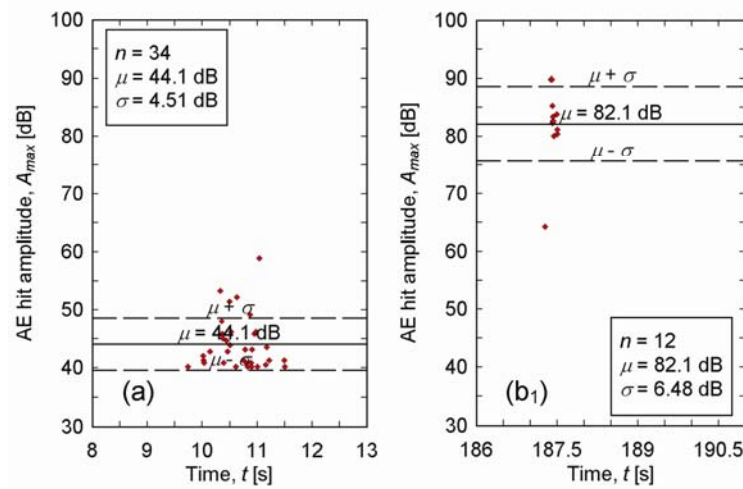 AE hit amplitude, Amax [dB]
100
90
80
70
60
50
40
30
n = 34
μ = 44.1 dB
σ = 4.51 dB
μ + σ
μ = 44.1 dB
μ - σ
(a)
8 9 10 11 12 13
Time, t [s]
AE hit amplitude, Amax [dB]
100
90
80
70
60
50
40
30
μ + σ
μ = 82.1 dB
μ - σ
n = 12
μ = 82.1 dB
σ = 6.48 dB
(b1)
186 187.5 189 190.5
Time, t [s]